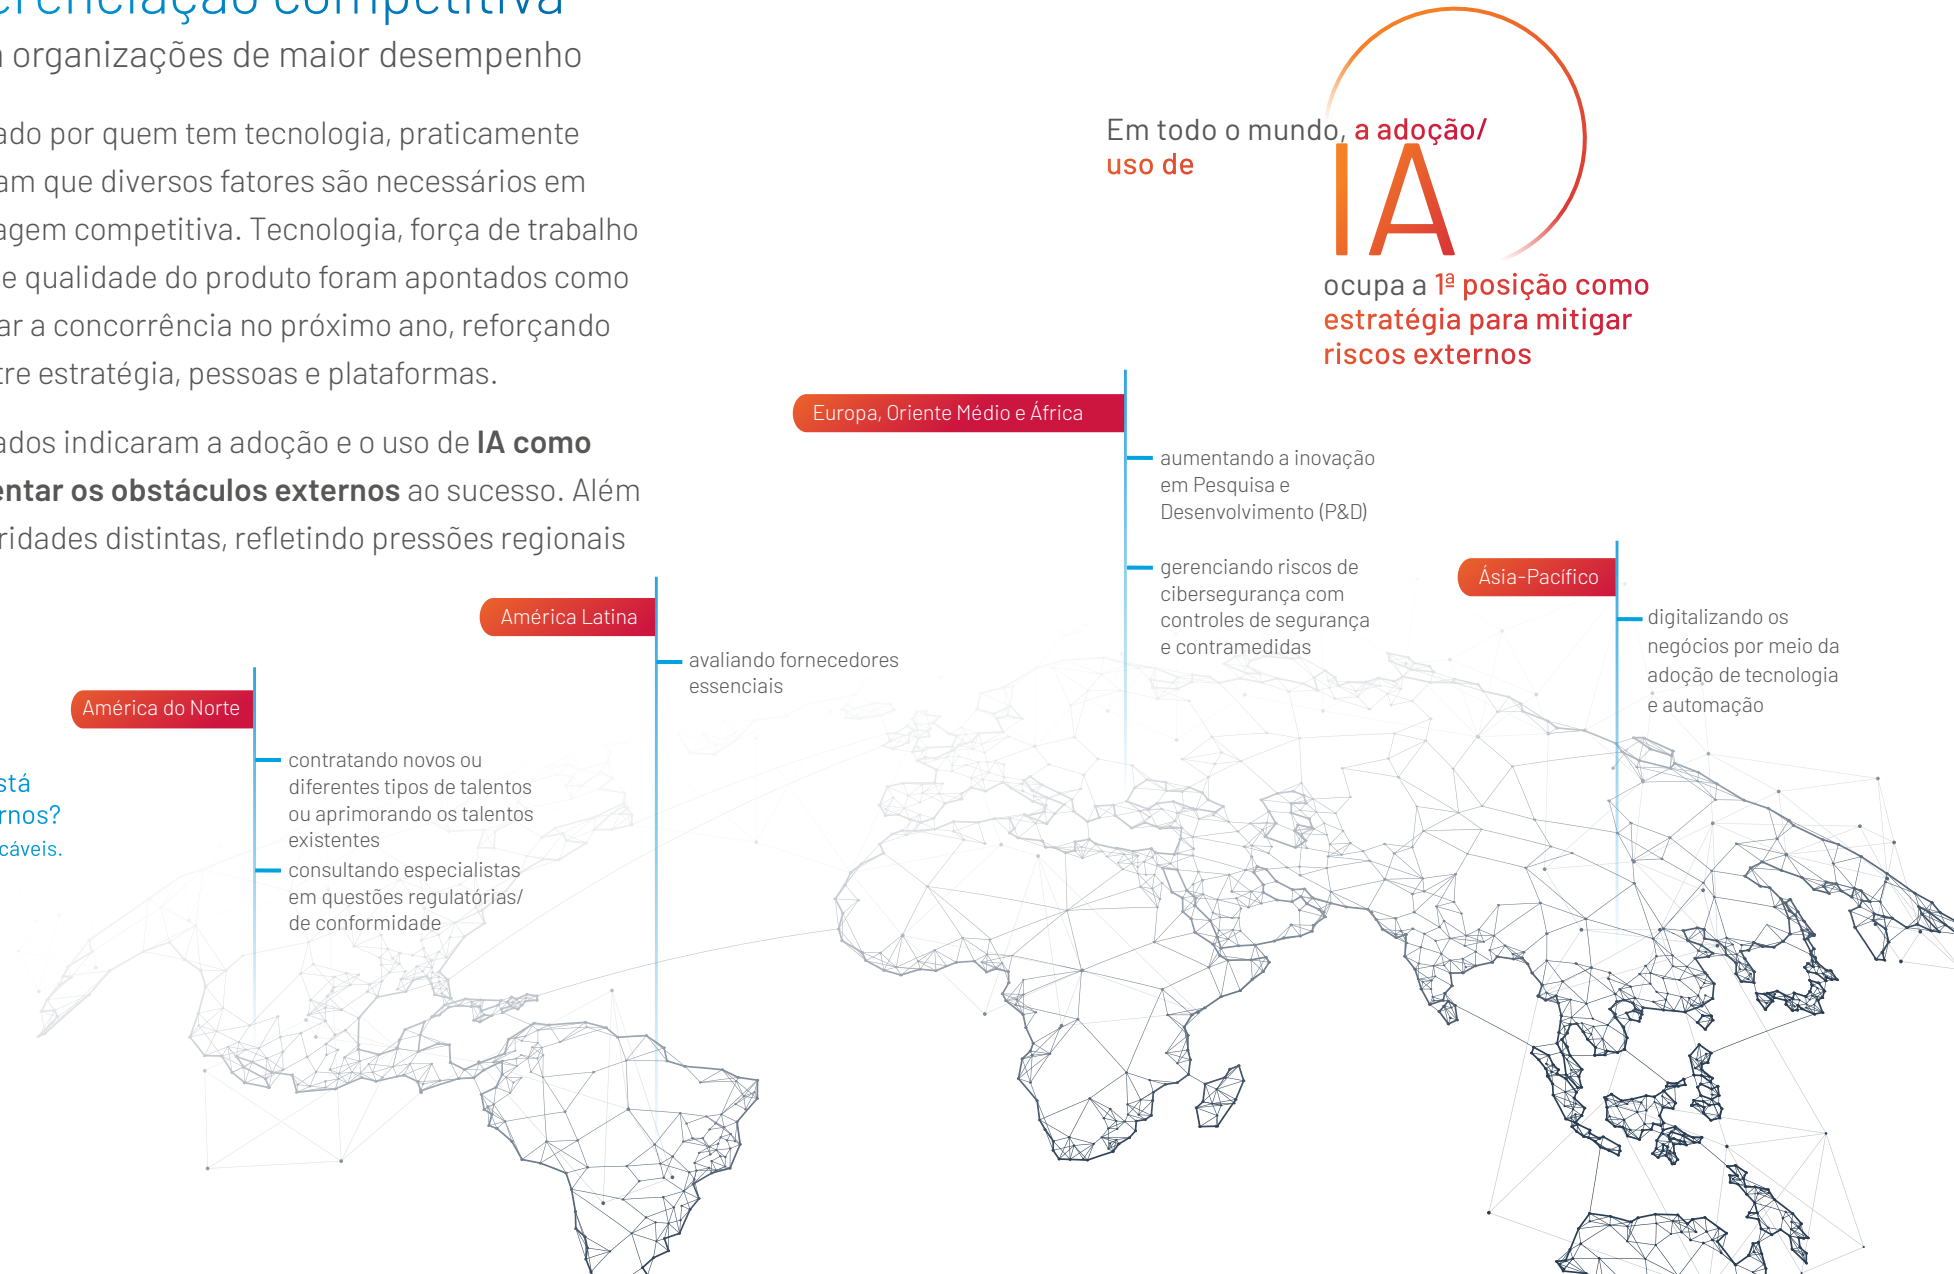 erenciação competitiva
organizações de maior desempenho
ado por quem tem tecnologia, praticamente
am que diversos fatores são necessários em
agem competitiva. Tecnologia, força de trabalho
e qualidade do produto foram apontados como
ar a concorrência no próximo ano, reforçando
tre estratégia, pessoas e plataformas.
ados indicaram a adoção e o uso de IA como
entar os obstáculos externos ao sucesso. Além
ridades distintas, refletindo pressões regionais
stá
rnos?
cáveis.
Em todo o mundo, a adoção/
uso de
IA
ocupa a 1ª posição como
estratégia para mitigar
riscos externos
América do Norte
contratando novos ou
diferentes tipos de talentos
ou aprimorando os talentos
existentes
consultando especialistas
em questões regulatórias/
de conformidade
América Latina
avaliando fornecedores
essenciais
Europa, Oriente Médio e África
aumentando a inovação
em Pesquisa e
Desenvolvimento (P&D)
gerenciando riscos de
cibersegurança com
controles de segurança
e contramedidas
Ásia-Pacífico
digitalizando os
negócios por meio da
adoção de tecnologia
e automação